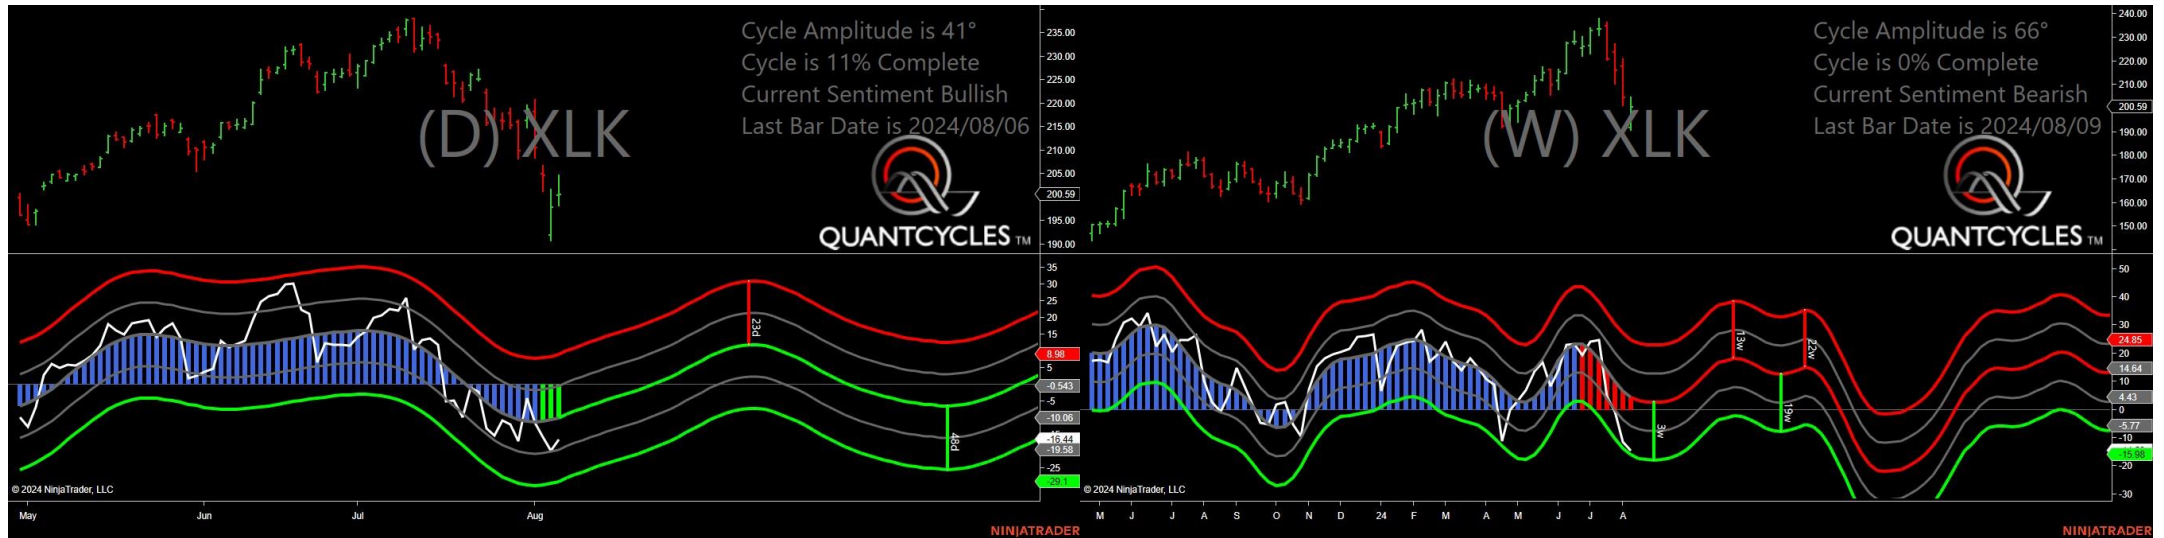 Cycle Amplitude is 41°
Cycle is 11% Complete
Current Sentiment Bullish
Last Bar Date is 2024/08/06
(D) XLK
QUANTCYCLES TM
235.00
230.00
225.00
220.00
215.00
210.00
205.00
200.59
195.00
190.00
35
30
25
20
15
8.98
5
-0.543
-5
-10.06
-16.44
-19.58
-25
-29.1
23d
48d
© 2024 NinjaTrader, LLC
May Jun Jul Aug
NINJATRADER
Cycle Amplitude is 66°
Cycle is 0% Complete
Current Sentiment Bearish
Last Bar Date is 2024/08/09
(W) XLK
QUANTCYCLES TM
240.00
230.00
220.00
210.00
200.59
190.00
180.00
170.00
160.00
150.00
50
40
30
24.85
20
14.64
10
4.43
0
-5.77
-10
-15.98
-20
-30
13w
22w
3w
19w
© 2024 NinjaTrader, LLC
M J J A S O N D 24 F M A M J J A
NINJATRADER